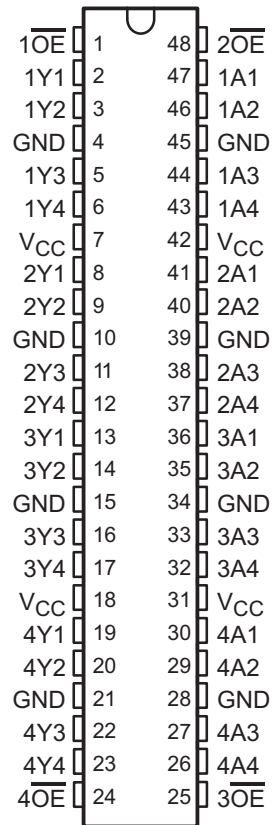 1O̅E̅ 1 48 2O̅E̅
1Y1 2 47 1A1
1Y2 3 46 1A2
GND 4 45 GND
1Y3 5 44 1A3
1Y4 6 43 1A4
VCC 7 42 VCC
2Y1 8 41 2A1
2Y2 9 40 2A2
GND 10 39 GND
2Y3 11 38 2A3
2Y4 12 37 2A4
3Y1 13 36 3A1
3Y2 14 35 3A2
GND 15 34 GND
3Y3 16 33 3A3
3Y4 17 32 3A4
VCC 18 31 VCC
4Y1 19 30 4A1
4Y2 20 29 4A2
GND 21 28 GND
4Y3 22 27 4A3
4Y4 23 26 4A4
4O̅E̅ 24 25 3O̅E̅